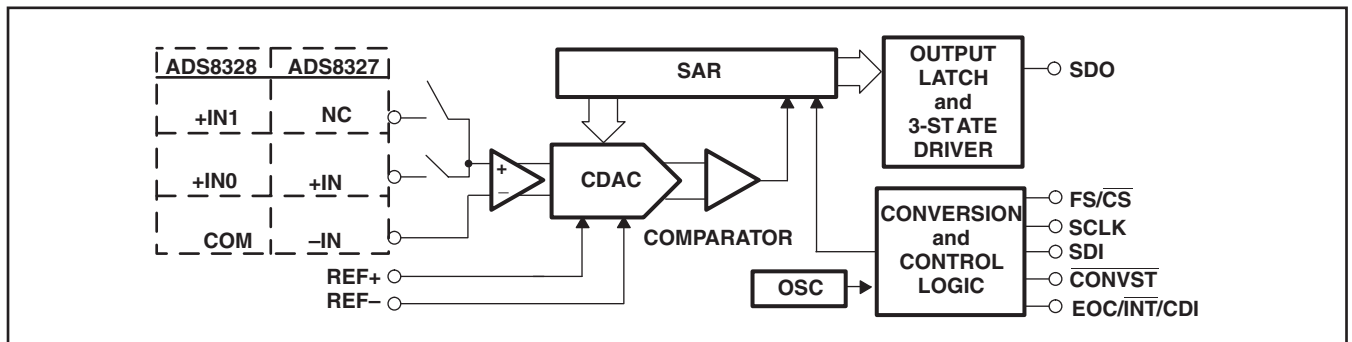 ADS8328 ADS8327
+IN1 NC
+IN0 +IN
COM –IN
+
–
REF+
REF–
SAR
CDAC
COMPARATOR
OUTPUT
LATCH
and
3-STATE
DRIVER
SDO
OSC
CONVERSION
and
CONTROL
LOGIC
FS/CS
SCLK
SDI
CONVST
EOC/INT/CDI